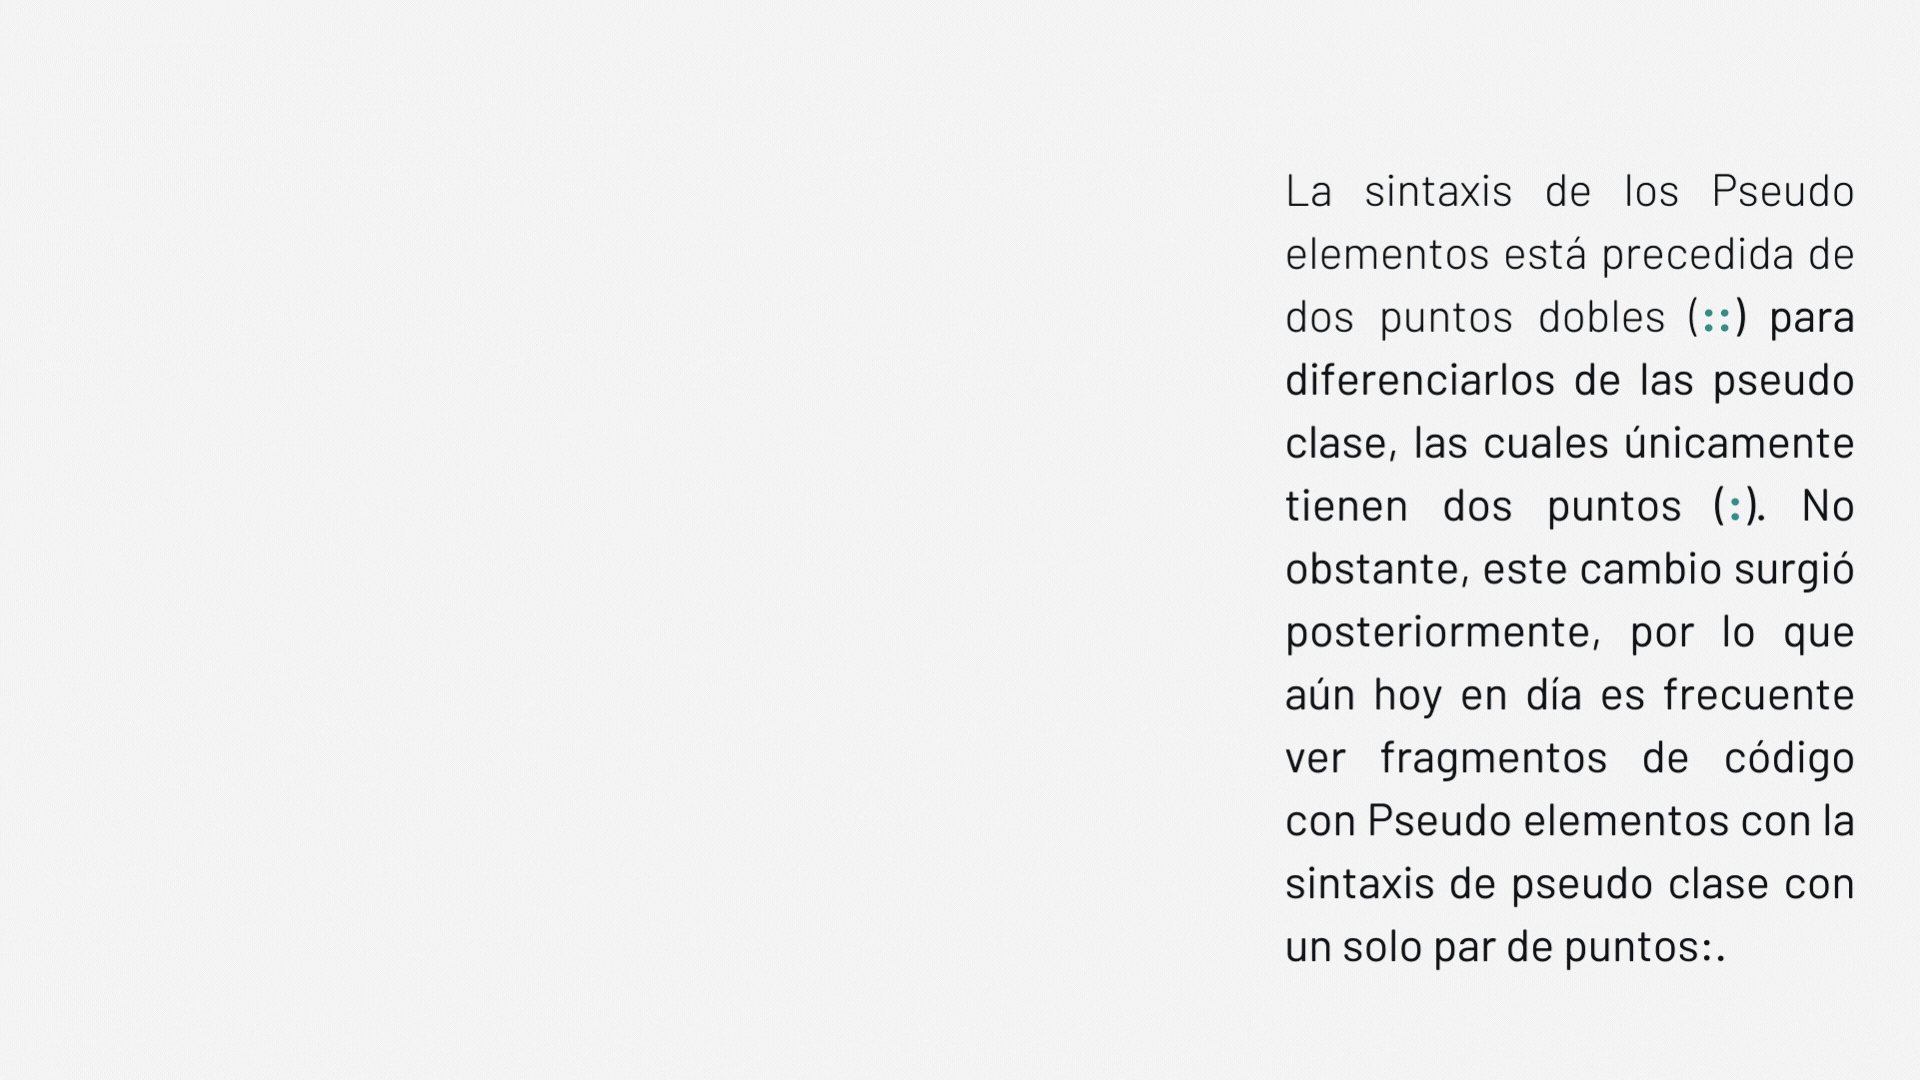 La sintaxis de los Pseudo
elementos está precedida de
dos puntos dobles (::) para
diferenciarlos de las pseudo
clase, las cuales únicamente
tienen dos puntos (:). No
obstante, este cambio surgió
posteriormente, por lo que
aún hoy en día es frecuente
ver fragmentos de código
con Pseudo elementos con la
sintaxis de pseudo clase con
un solo par de puntos:.